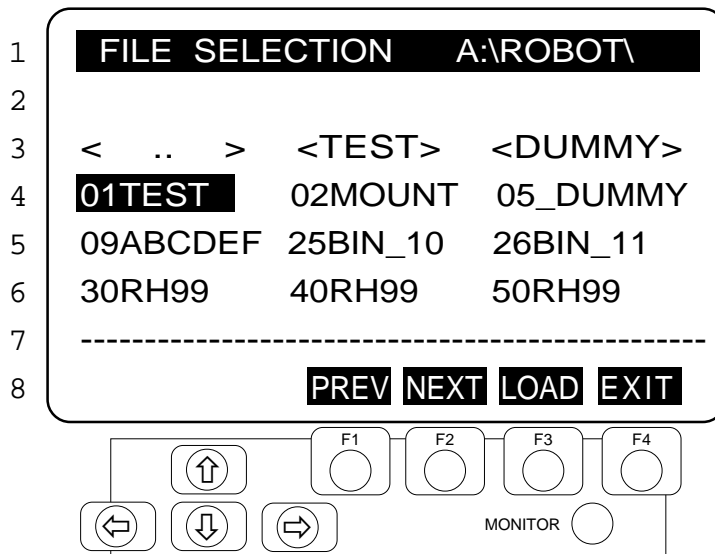 1 FILE SELECTION A:\ROBOT\
2
3 < .. > <TEST> <DUMMY>
4 01TEST 02MOUNT 05_DUMMY
5 09ABCDEF 25BIN_10 26BIN_11
6 30RH99 40RH99 50RH99
7 --------------------------------------------------
8 PREV NEXT LOAD EXIT
F1 F2 F3 F4
MONITOR